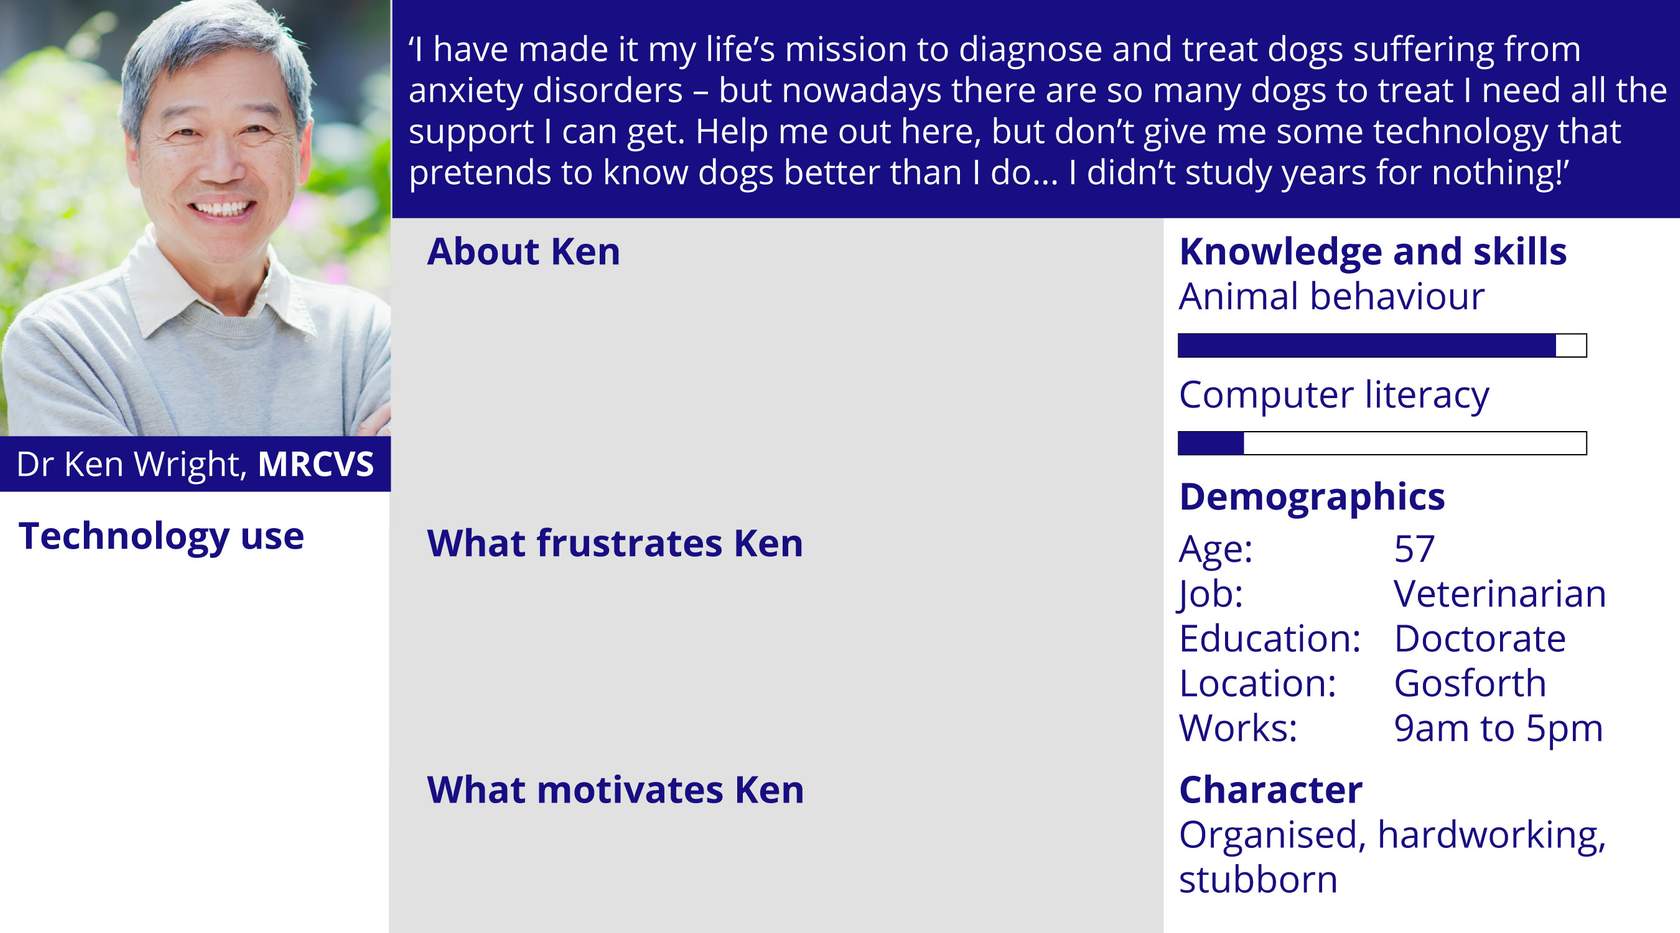 ‘I have made it my life’s mission to diagnose and treat dogs suffering from
anxiety disorders – but nowadays there are so many dogs to treat I need all the
support I can get. Help me out here, but don’t give me some technology that
pretends to know dogs better than I do... I didn’t study years for nothing!’
Dr Ken Wright, MRCVS
Technology use
About Ken
What frustrates Ken
What motivates Ken
Knowledge and skills
Animal behaviour
Computer literacy
Demographics
Age: 57
Job: Veterinarian
Education: Doctorate
Location: Gosforth
Works: 9am to 5pm
Character
Organised, hardworking,
stubborn